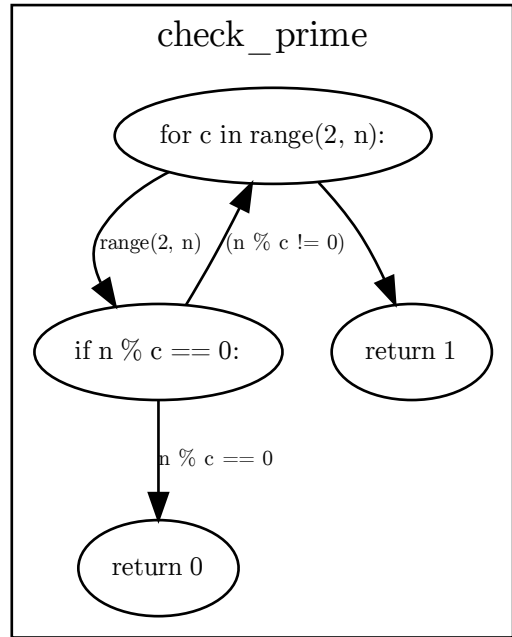 check_prime
for c in range(2, n):
range(2, n)
(n % c != 0)
if n % c == 0:
return 1
n % c == 0
return 0